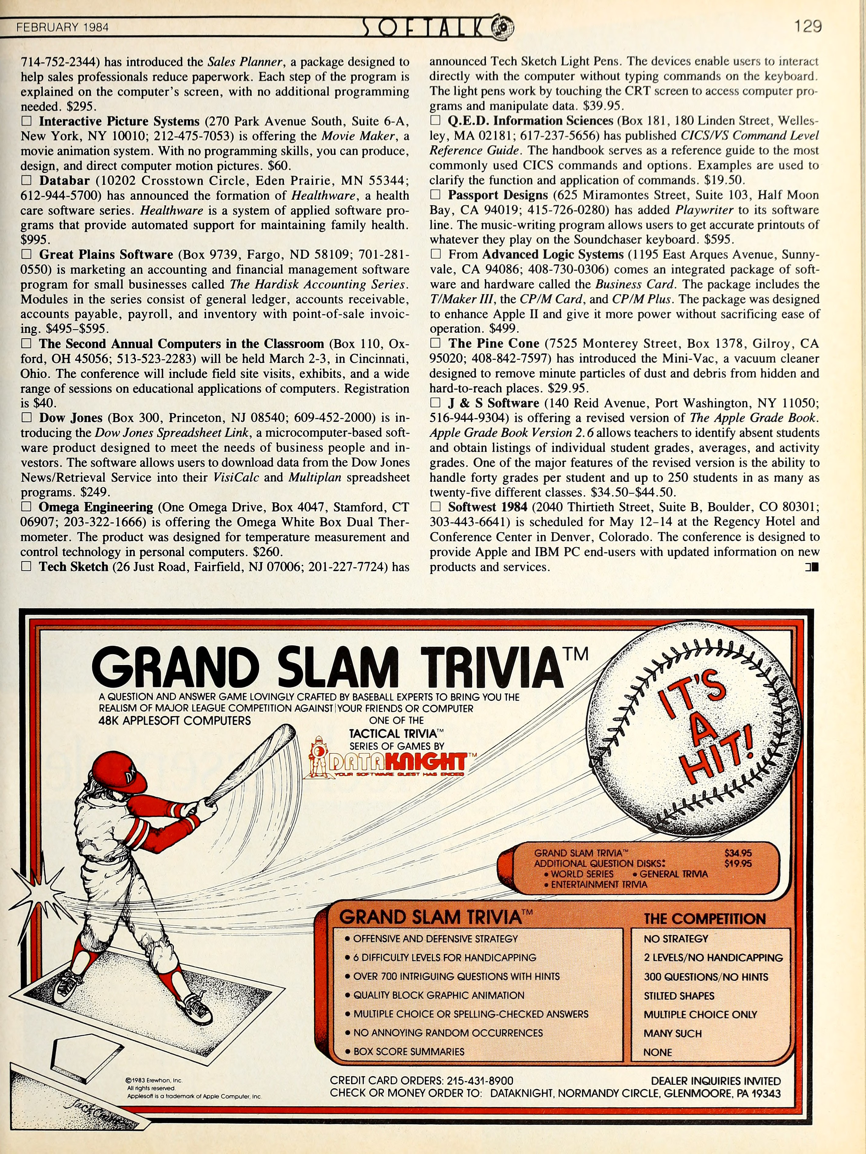 FEBRUARY 1984
SOFTALK
129
714-752-2344) has introduced the Sales Planner, a package designed to
help sales professionals reduce paperwork. Each step of the program is
explained on the computer's screen, with no additional programming
needed. $295.
☐ Interactive Picture Systems (270 Park Avenue South, Suite 6-A,
New York, NY 10010; 212-475-7053) is offering the Movie Maker, a
movie animation system. With no programming skills, you can produce,
design, and direct computer motion pictures. $60.
☐ Databar (10202 Crosstown Circle, Eden Prairie, MN 55344;
612-944-5700) has announced the formation of Healthware, a health
care software series. Healthware is a system of applied software pro-
grams that provide automated support for maintaining family health.
$995.
☐ Great Plains Software (Box 9739, Fargo, ND 58109; 701-281-
0550) is marketing an accounting and financial management software
program for small businesses called The Hardisk Accounting Series.
Modules in the series consist of general ledger, accounts receivable,
accounts payable, payroll, and inventory with point-of-sale invoic-
ing. $495–$595.
☐ The Second Annual Computers in the Classroom (Box 110, Ox-
ford, OH 45056; 513-523-2283) will be held March 2-3, in Cincinnati,
Ohio. The conference will include field site visits, exhibits, and a wide
range of sessions on educational applications of computers. Registration
is $40.
☐ Dow Jones (Box 300, Princeton, NJ 08540; 609-452-2000) is in-
troducing the Dow Jones Spreadsheet Link, a microcomputer-based soft-
ware product designed to meet the needs of business people and in-
vestors. The software allows users to download data from the Dow Jones
News/Retrieval Service into their VisiCalc and Multiplan spreadsheet
programs. $249.
☐ Omega Engineering (One Omega Drive, Box 4047, Stamford, CT
06907; 203-322-1666) is offering the Omega White Box Dual Ther-
mometer. The product was designed for temperature measurement and
control technology in personal computers. $260.
☐ Tech Sketch (26 Just Road, Fairfield, NJ 07006; 201-227-7724) has
announced Tech Sketch Light Pens. The devices enable users to interact
directly with the computer without typing commands on the keyboard.
The light pens work by touching the CRT screen to access computer pro-
grams and manipulate data. $39.95.
☐ Q.E.D. Information Sciences (Box 181, 180 Linden Street, Welles-
ley, MA 02181; 617-237-5656) has published CICS/VS Command Level
Reference Guide. The handbook serves as a reference guide to the most
commonly used CICS commands and options. Examples are used to
clarify the function and application of commands. $19.50.
☐ Passport Designs (625 Miramontes Street, Suite 103, Half Moon
Bay, CA 94019; 415-726-0280) has added Playwriter to its software
line. The music-writing program allows users to get accurate printouts of
whatever they play on the Soundchaser keyboard. $595.
☐ From Advanced Logic Systems (1195 East Arques Avenue, Sunny-
vale, CA 94086; 408-730-0306) comes an integrated package of soft-
ware and hardware called the Business Card. The package includes the
T/Maker III, the CP/M Card, and CP/M Plus. The package was designed
to enhance Apple II and give it more power without sacrificing ease of
operation. $499.
☐ The Pine Cone (7525 Monterey Street, Box 1378, Gilroy, CA
95020; 408-842-7597) has introduced the Mini-Vac, a vacuum cleaner
designed to remove minute particles of dust and debris from hidden and
hard-to-reach places. $29.95.
☐ J & S Software (140 Reid Avenue, Port Washington, NY 11050;
516-944-9304) is offering a revised version of The Apple Grade Book.
Apple Grade Book Version 2.6 allows teachers to identify absent students
and obtain listings of individual student grades, averages, and activity
grades. One of the major features of the revised version is the ability to
handle forty grades per student and up to 250 students in as many as
twenty-five different classes. $34.50–$44.50.
☐ Softwest 1984 (2040 Thirtieth Street, Suite B, Boulder, CO 80301;
303-443-6641) is scheduled for May 12–14 at the Regency Hotel and
Conference Center in Denver, Colorado. The conference is designed to
provide Apple and IBM PC end-users with updated information on new
products and services.
GRAND SLAM TRIVIA™
A QUESTION AND ANSWER GAME LOVINGLY CRAFTED BY BASEBALL EXPERTS TO BRING YOU THE
REALISM OF MAJOR LEAGUE COMPETITION AGAINST YOUR FRIENDS OR COMPUTER
48K APPLESOFT COMPUTERS
ONE OF THE
TACTICAL TRIVIA™
SERIES OF GAMES BY
DATAKNIGHT™
YOUR SOFTWARE QUEST HAS ENDED
IT'S
A
HIT!
GRAND SLAM TRIVIA™ $34.95
ADDITIONAL QUESTION DISKS: $19.95
• WORLD SERIES • GENERAL TRIVIA
• ENTERTAINMENT TRIVIA
GRAND SLAM TRIVIA™ THE COMPETITION
• OFFENSIVE AND DEFENSIVE STRATEGY NO STRATEGY
• 6 DIFFICULTY LEVELS FOR HANDICAPPING 2 LEVELS/NO HANDICAPPING
• OVER 700 INTRIGUING QUESTIONS WITH HINTS 300 QUESTIONS/NO HINTS
• QUALITY BLOCK GRAPHIC ANIMATION STILTED SHAPES
• MULTIPLE CHOICE OR SPELLING-CHECKED ANSWERS MULTIPLE CHOICE ONLY
• NO ANNOYING RANDOM OCCURRENCES MANY SUCH
• BOX SCORE SUMMARIES NONE
©1983 Erewhon, Inc.
All rights reserved.
Applesoft is a trademark of Apple Computer, Inc.
CREDIT CARD ORDERS: 215-431-8900 DEALER INQUIRIES INVITED
CHECK OR MONEY ORDER TO: DATAKNIGHT, NORMANDY CIRCLE, GLENMOORE, PA 19343